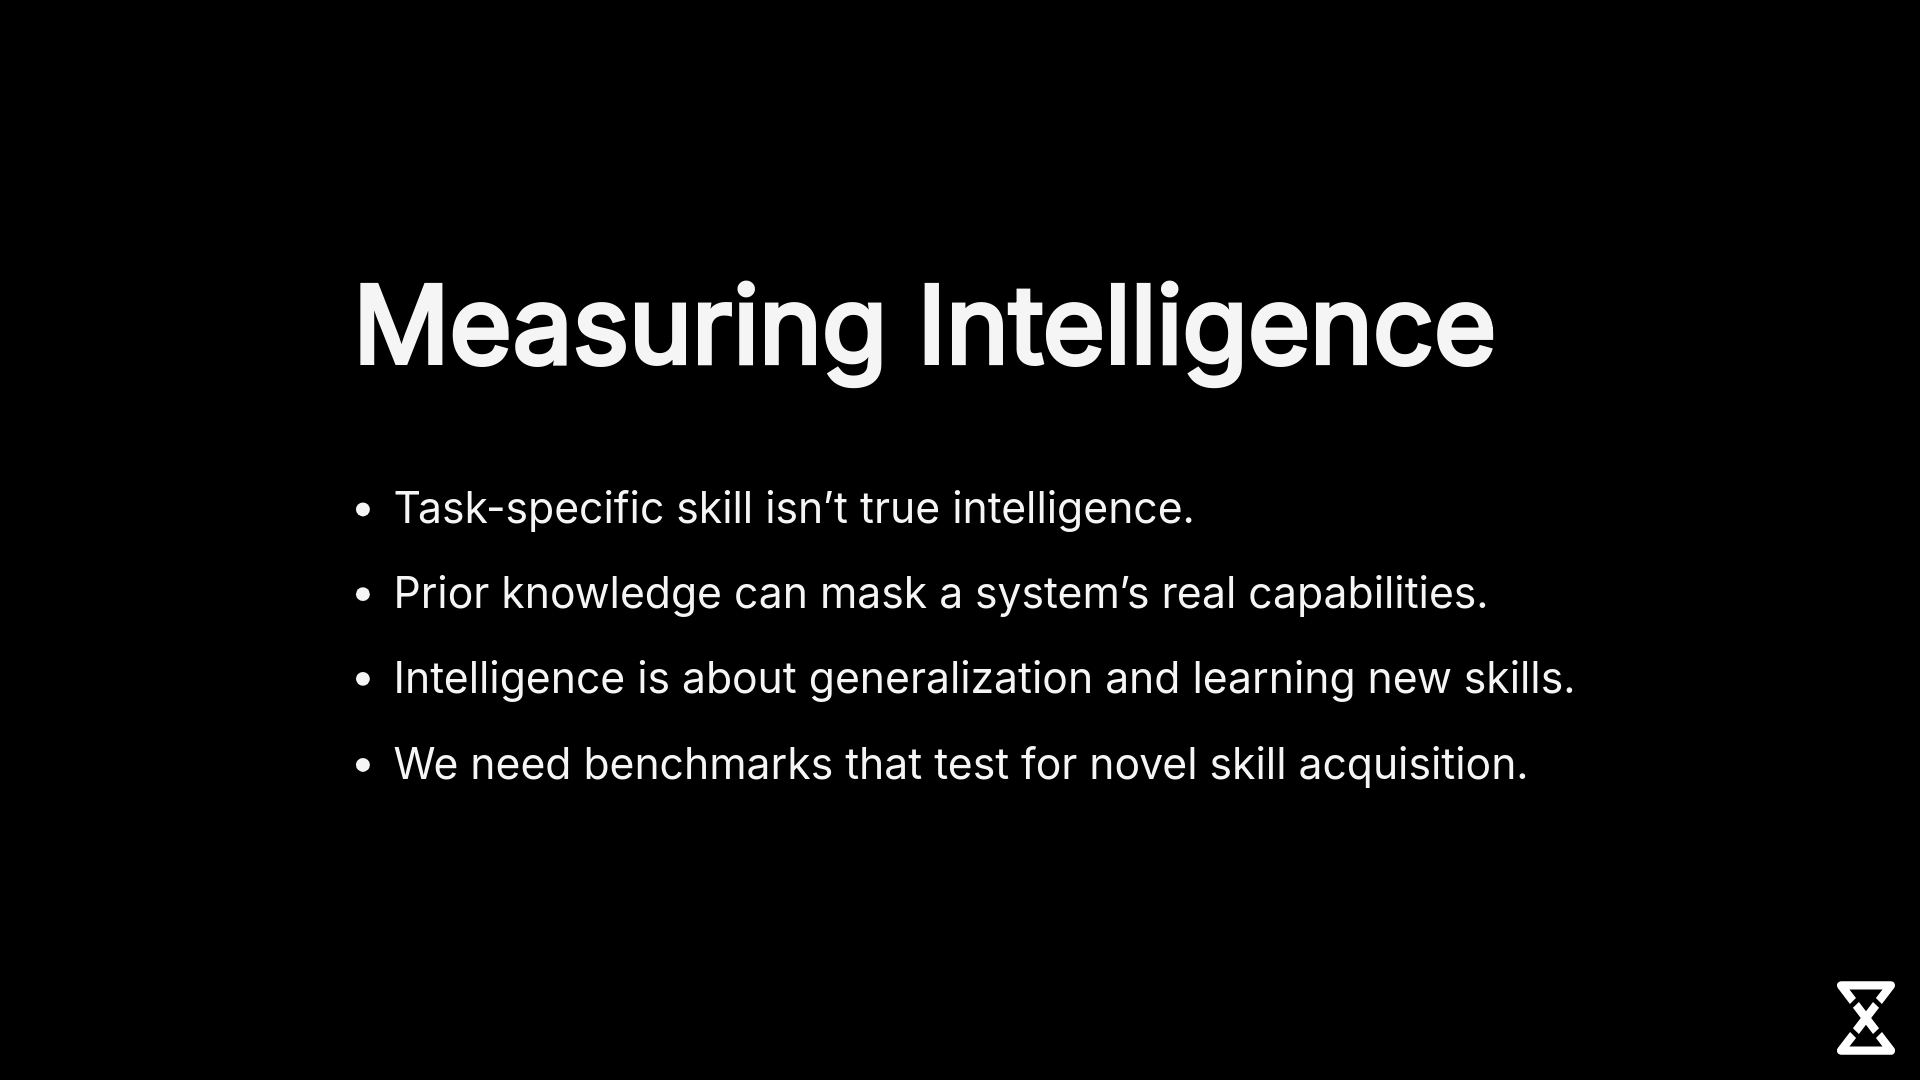 Measuring Intelligence
• Task-specific skill isn’t true intelligence.
• Prior knowledge can mask a system’s real capabilities.
• Intelligence is about generalization and learning new skills.
• We need benchmarks that test for novel skill acquisition.